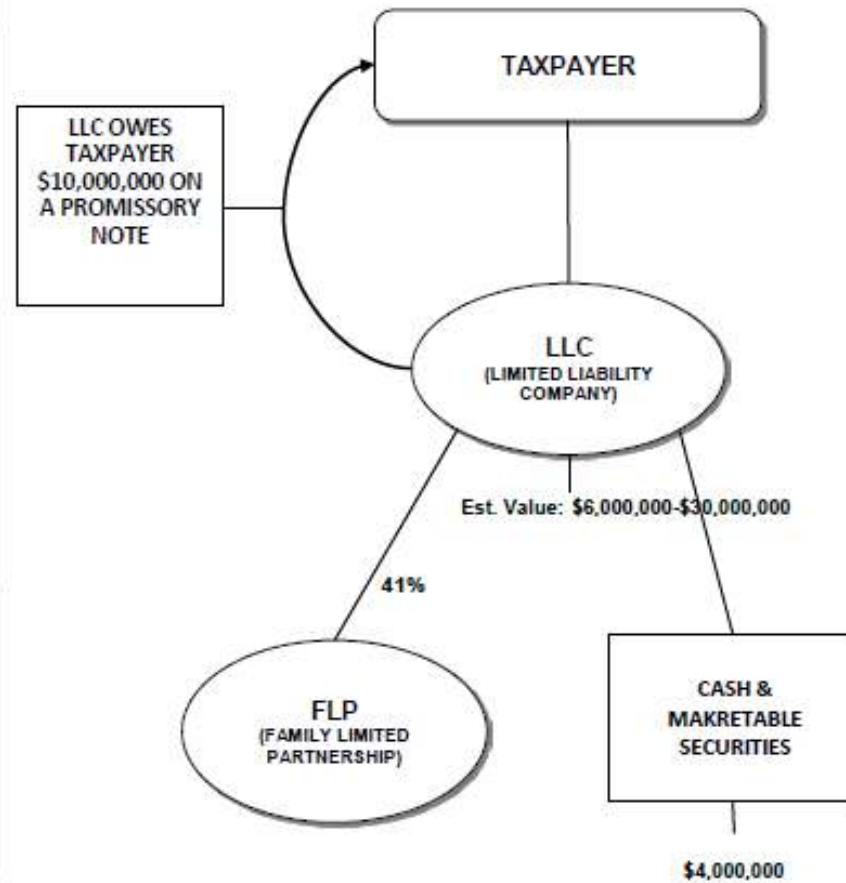 TAXPAYER
LLC OWES
TAXPAYER
$10,000,000 ON
A PROMISSORY
NOTE
LLC
(LIMITED LIABILITY
COMPANY)
Est. Value: $6,000,000-$30,000,000
41%
FLP
(FAMILY LIMITED
PARTNERSHIP)
CASH &
MAKRETABLE
SECURITIES
$4,000,000